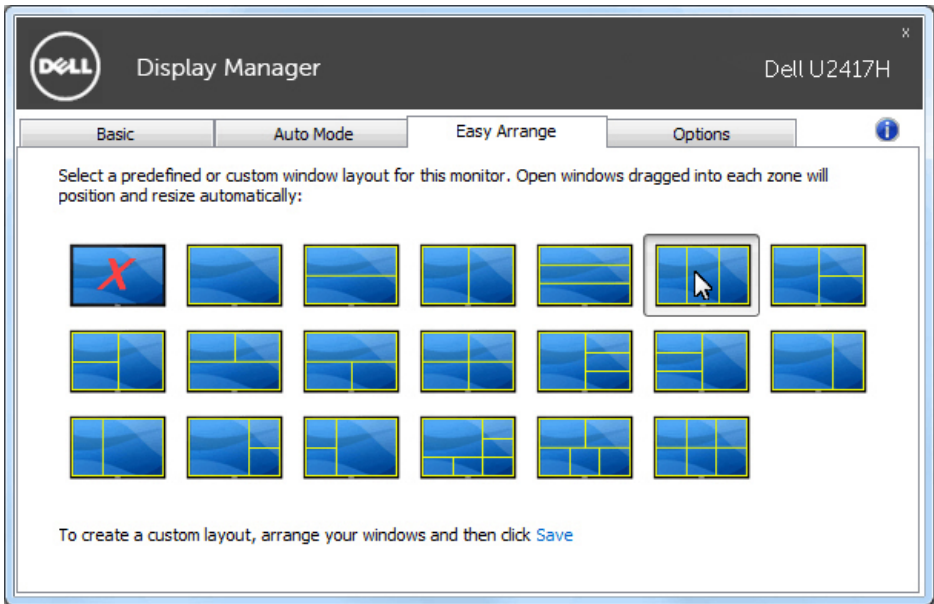 x
DELL
Display Manager
Dell U2417H
Basic
Auto Mode
Easy Arrange
Options
Select a predefined or custom window layout for this monitor. Open windows dragged into each zone will
position and resize automatically:
To create a custom layout, arrange your windows and then click Save